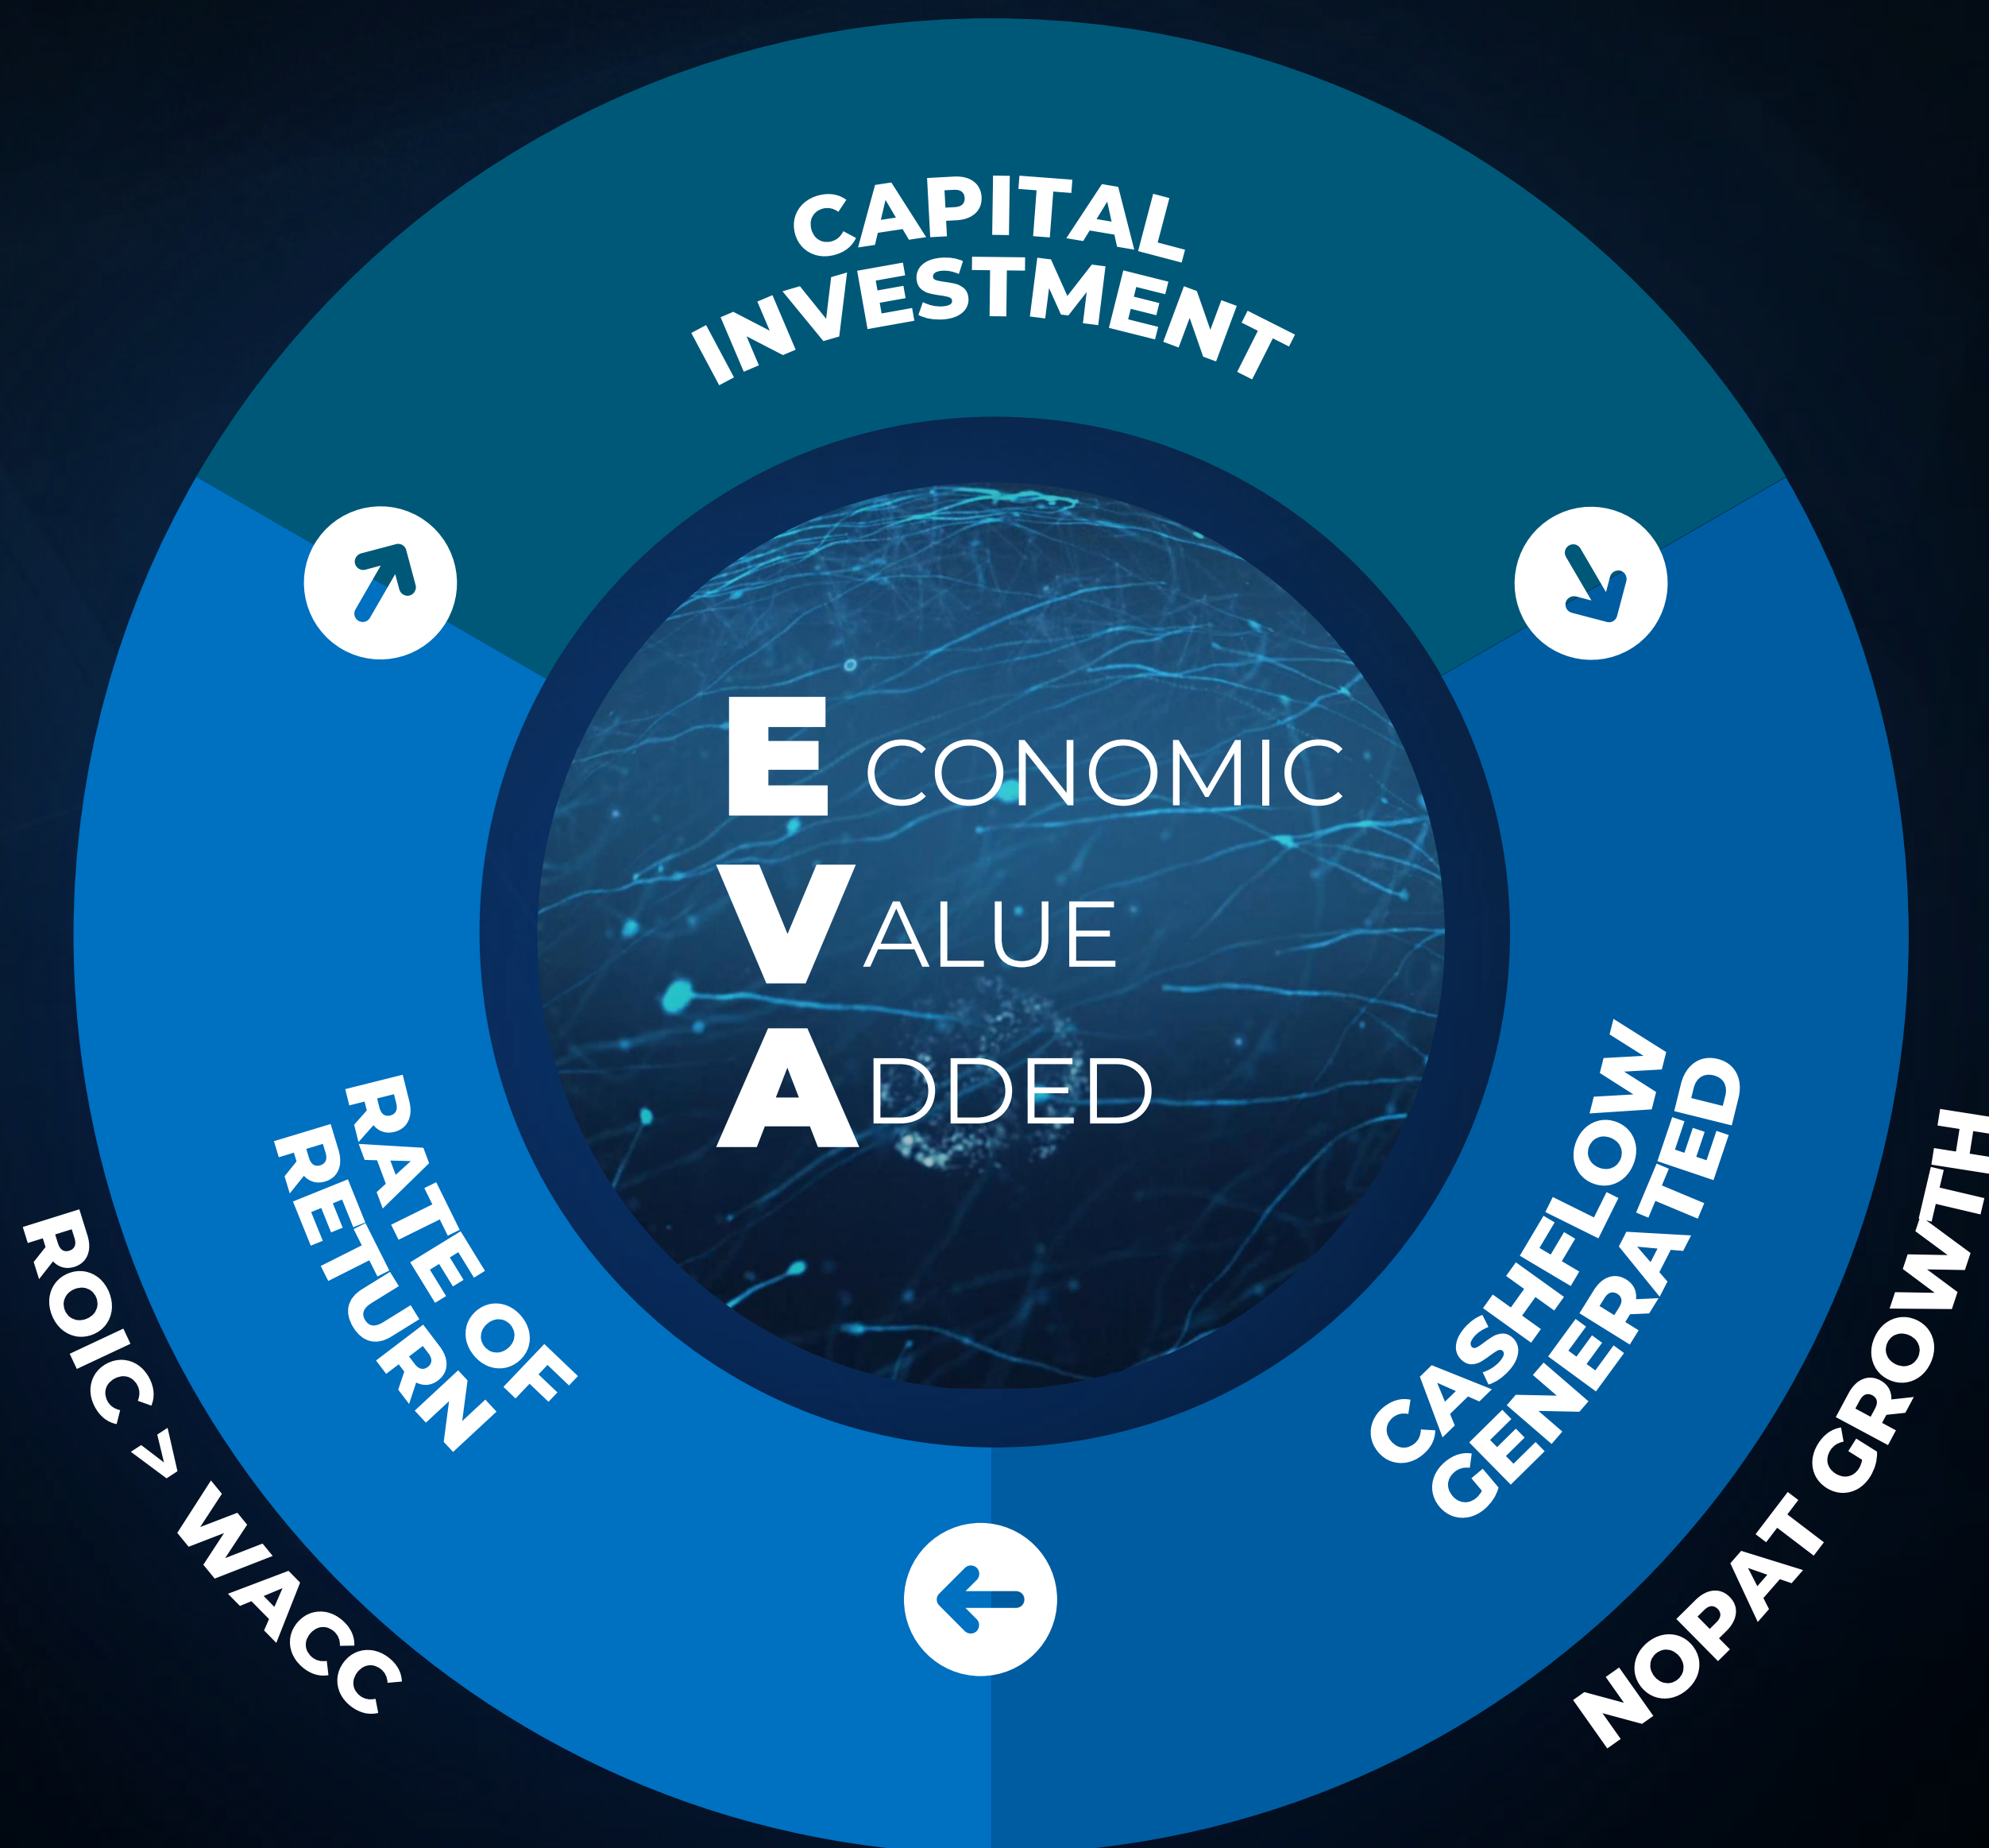 CAPITAL
INVESTMENT
ECONOMIC
VALUE
ADDED
CASHFLOW
GENERATED
NOPAT GROWTH
RATE OF
RETURN
ROIC > WACC